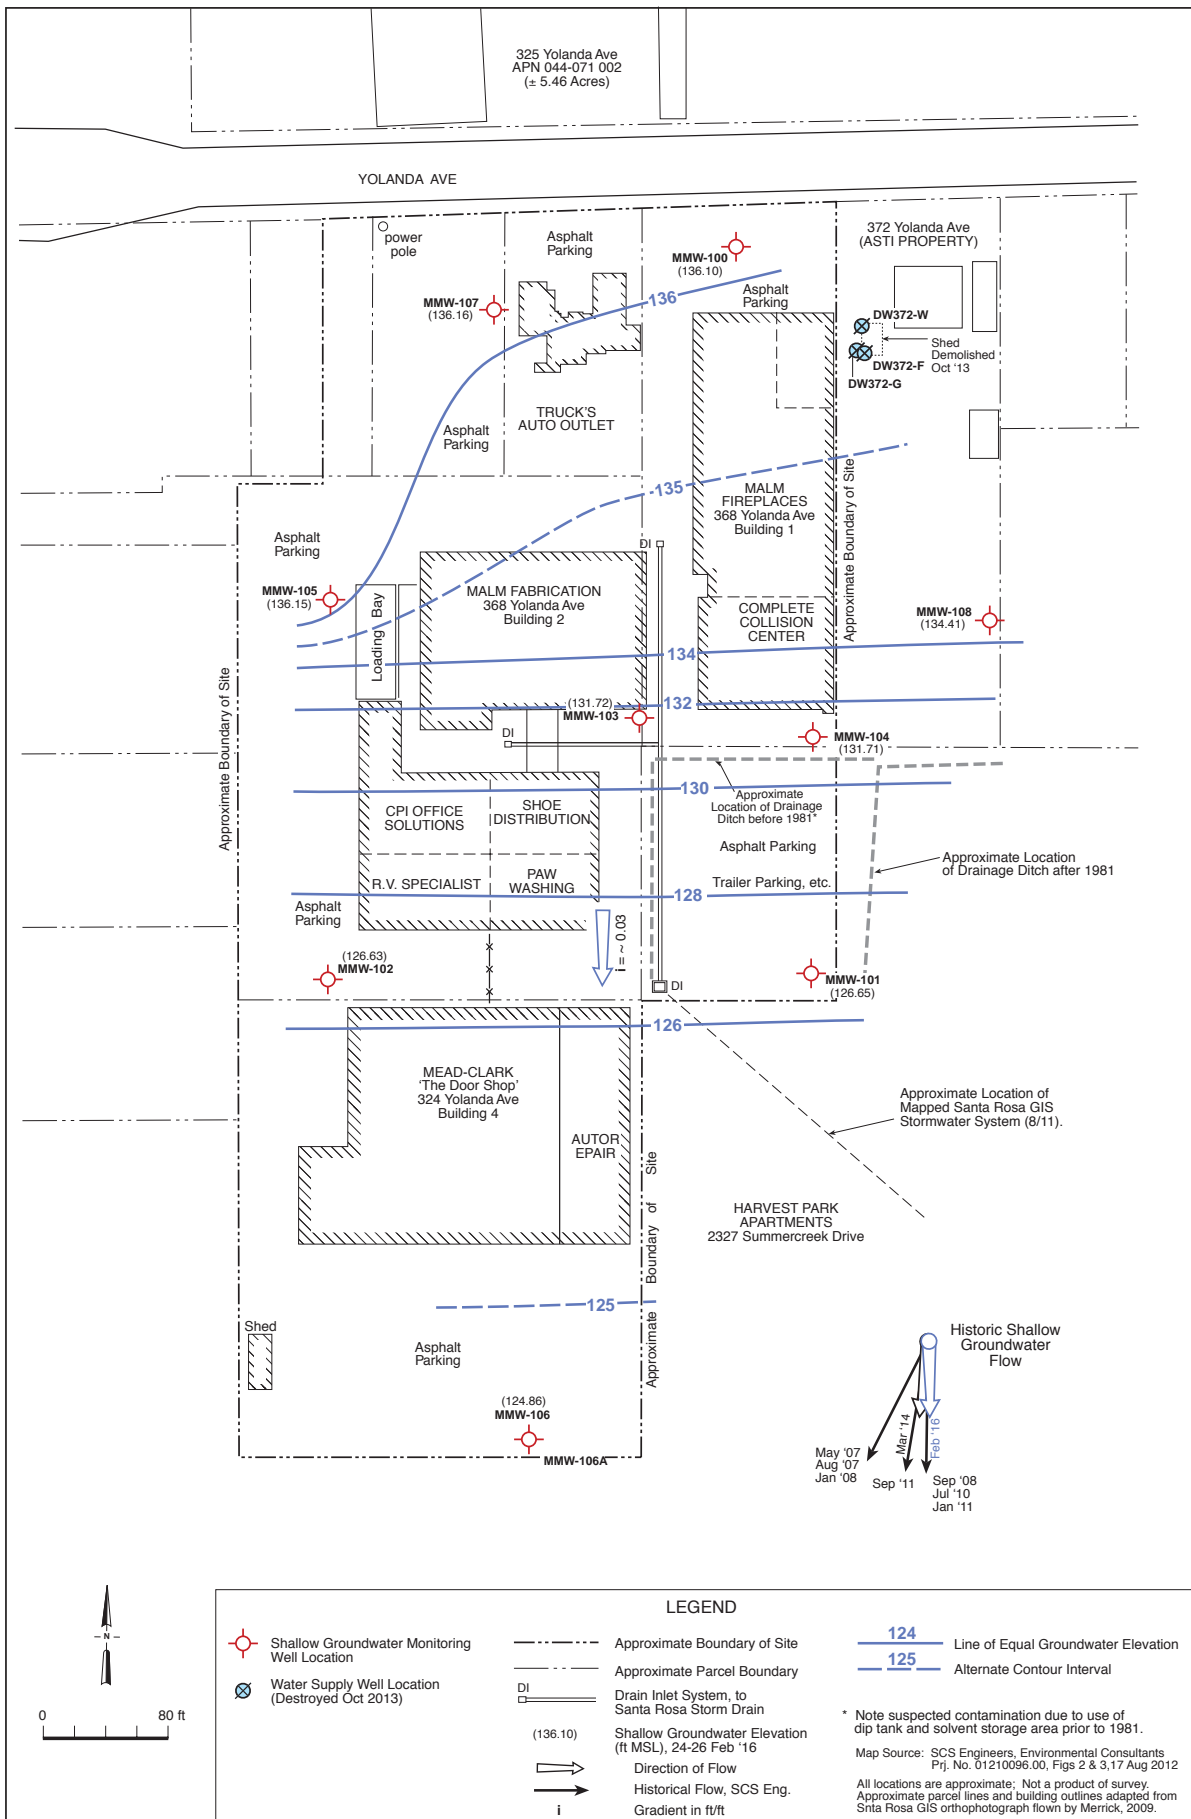 325 Yolanda Ave
APN 044-071 002
(± 5.46 Acres)
YOLANDA AVE
power
pole
Asphalt
Parking
MMW-100
(136.10)
372 Yolanda Ave
(ASTI PROPERTY)
MMW-107
(136.16)
136
Asphalt
Parking
DW372-W
Shed
Demolished
Oct ‘13
DW372-F
DW372-G
TRUCK'S
AUTO OUTLET
Asphalt
Parking
135
MALM
FIREPLACES
368 Yolanda Ave
Building 1
Approximate Boundary of Site
Asphalt
Parking
DI
MMW-105
(136.15)
Loading Bay
MALM FABRICATION
368 Yolanda Ave
Building 2
COMPLETE
COLLISION
CENTER
MMW-108
(134.41)
134
Approximate Boundary of Site
(131.72)
MMW-103
132
DI
MMW-104
(131.71)
130
Approximate
Location of Drainage
Ditch before 1981*
CPI OFFICE
SOLUTIONS
SHOE
DISTRIBUTION
Asphalt Parking
Approximate Location
of Drainage Ditch after 1981
R.V. SPECIALIST
PAW
WASHING
Trailer Parking, etc.
128
Asphalt
Parking
i = ~ 0.03
(126.63)
MMW-102
DI
MMW-101
(126.65)
126
MEAD-CLARK
‘The Door Shop’
324 Yolanda Ave
Building 4
AUTOR
EPAIR
Approximate Location of
Mapped Santa Rosa GIS
Stormwater System (8/11).
Approximate Boundary of Site
HARVEST PARK
APARTMENTS
2327 Summercreek Drive
125
Shed
Asphalt
Parking
(124.86)
MMW-106
MMW-106A
Historic Shallow
Groundwater
Flow
Mar ‘14
Feb ‘16
May ‘07
Aug ‘07
Jan ‘08
Sep ‘11
Sep ‘08
Jul ‘10
Jan ‘11
N
0 80 ft
LEGEND
Shallow Groundwater Monitoring
Well Location
Water Supply Well Location
(Destroyed Oct 2013)
Approximate Boundary of Site
Approximate Parcel Boundary
DI
Drain Inlet System, to
Santa Rosa Storm Drain
(136.10) Shallow Groundwater Elevation
(ft MSL), 24-26 Feb ‘16
Direction of Flow
Historical Flow, SCS Eng.
i Gradient in ft/ft
124
Line of Equal Groundwater Elevation
125
Alternate Contour Interval
* Note suspected contamination due to use of
dip tank and solvent storage area prior to 1981.
Map Source: SCS Engineers, Environmental Consultants
Prj. No. 01210096.00, Figs 2 & 3,17 Aug 2012
All locations are approximate; Not a product of survey.
Approximate parcel lines and building outlines adapted from
Snta Rosa GIS orthophotograph flown by Merrick, 2009.